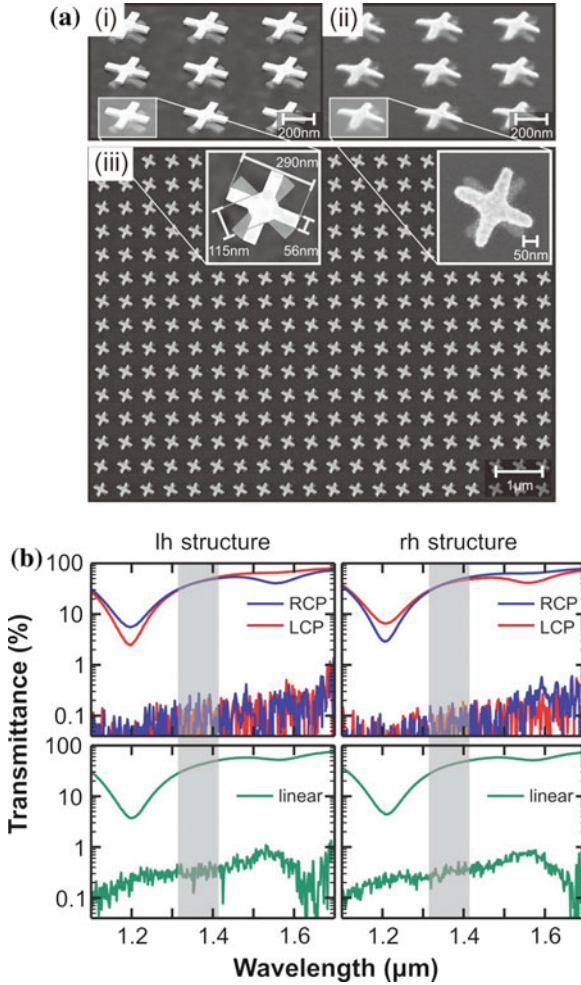 (a)
(i)
(ii)
200nm
200nm
(iii)
290nm
115nm
56nm
50nm
1µm
(b)
lh structure
rh structure
Transmittance (%)
100
10
1
0.1
RCP
LCP
RCP
LCP
100
10
1
0.1
linear
linear
1.2
1.4
1.6
1.2
1.4
1.6
Wavelength (µm)